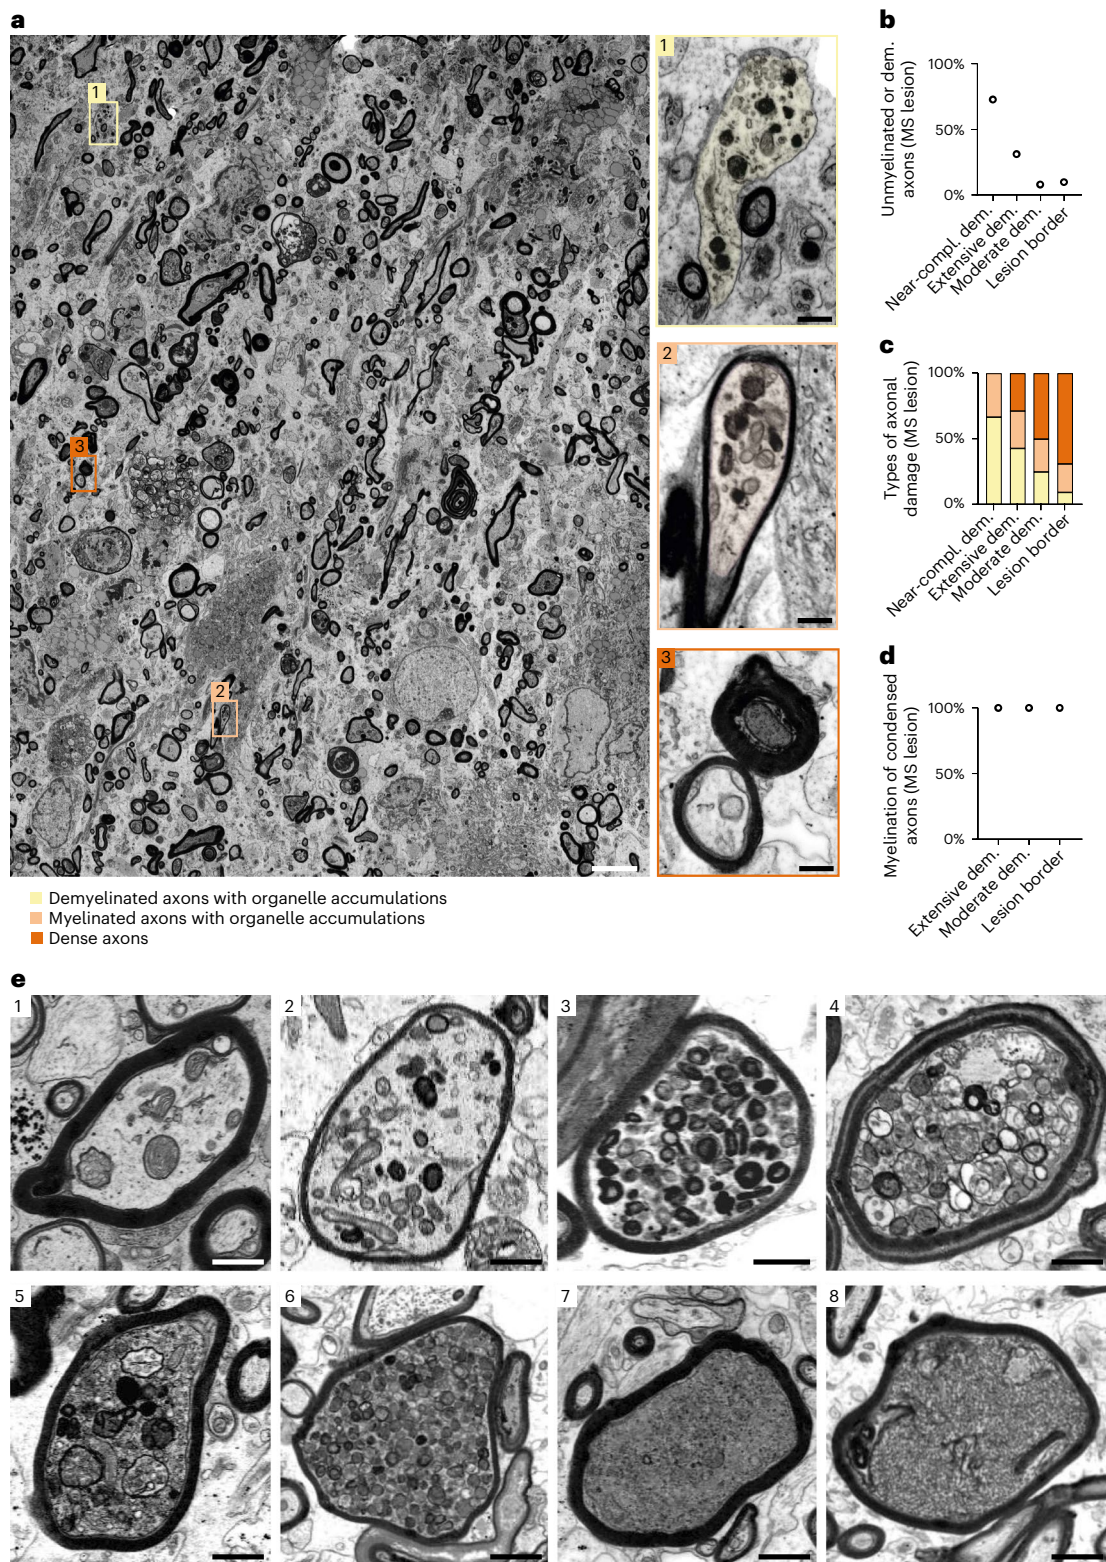 a
1
2
3
1
2
3
Demyelinated axons with organelle accumulations
Myelinated axons with organelle accumulations
Dense axons
b
Unmyelinated or dem.
axons (MS lesion)
100%
50%
0%
Near-compl. dem.
Extensive dem.
Moderate dem.
Lesion border
c
Types of axonal
damage (MS lesion)
100%
50%
0%
Near-compl. dem.
Extensive dem.
Moderate dem.
Lesion border
d
Myelination of condensed
axons (MS lesion)
100%
50%
0%
Extensive dem.
Moderate dem.
Lesion border
e
1
2
3
4
5
6
7
8